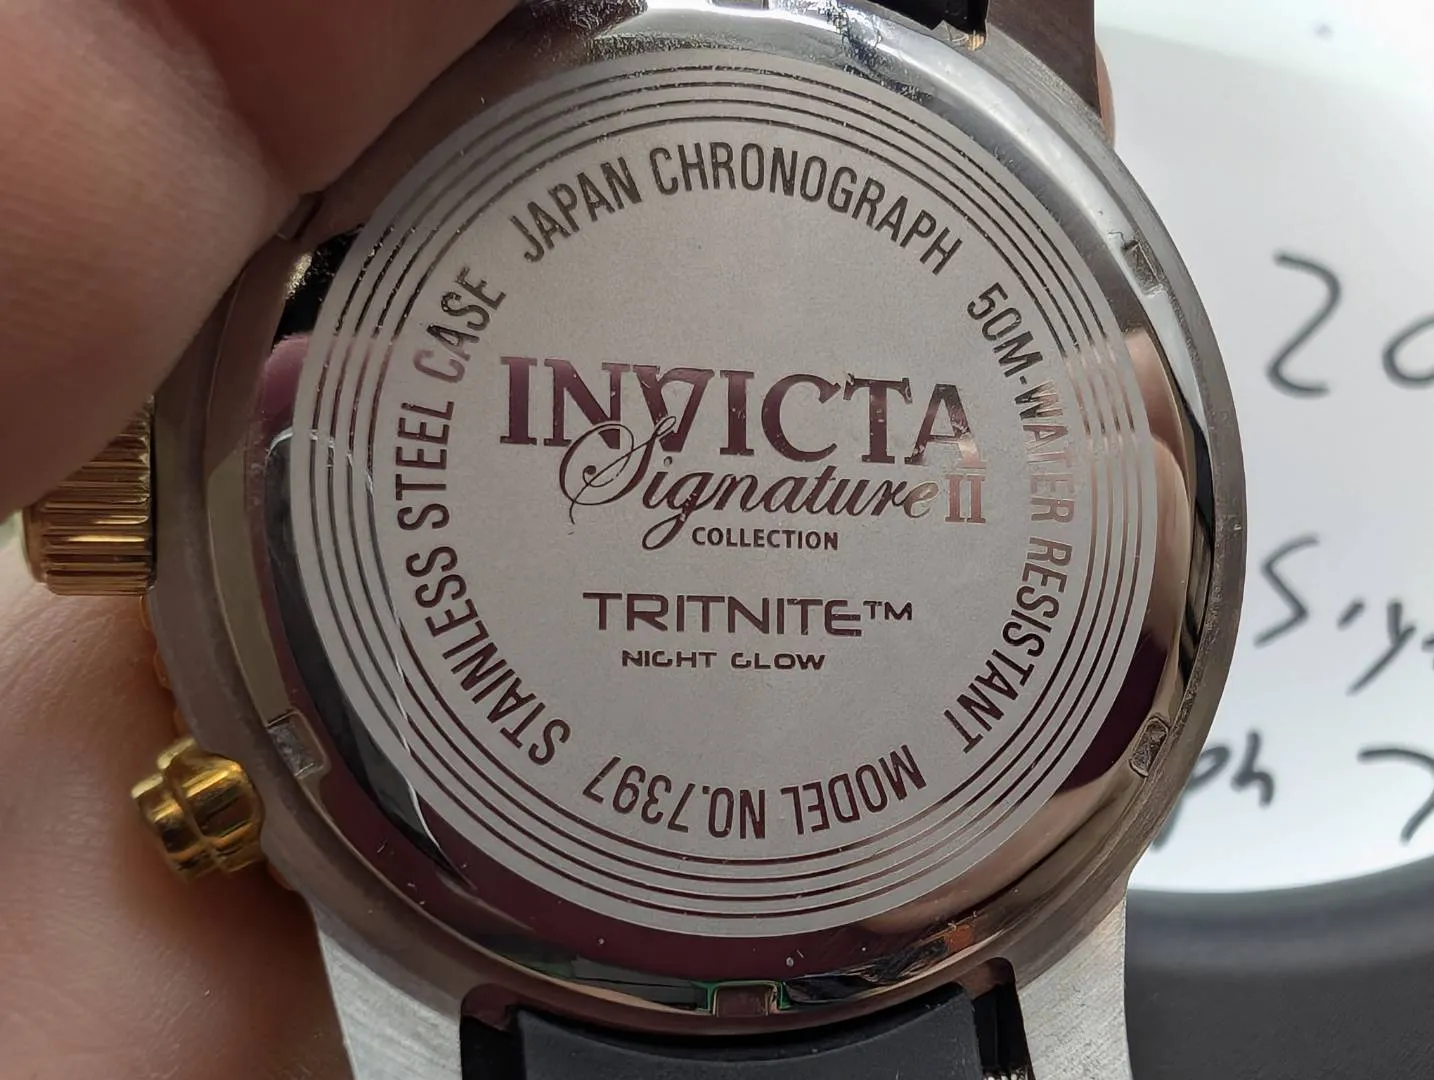 JAPAN CHRONOGRAPH
50M-WATER RESISTANT
MODEL NO.7397
STAINLESS STEEL CASE
INVICTA
Signature II
COLLECTION
TRITNITE™
NIGHT GLOW